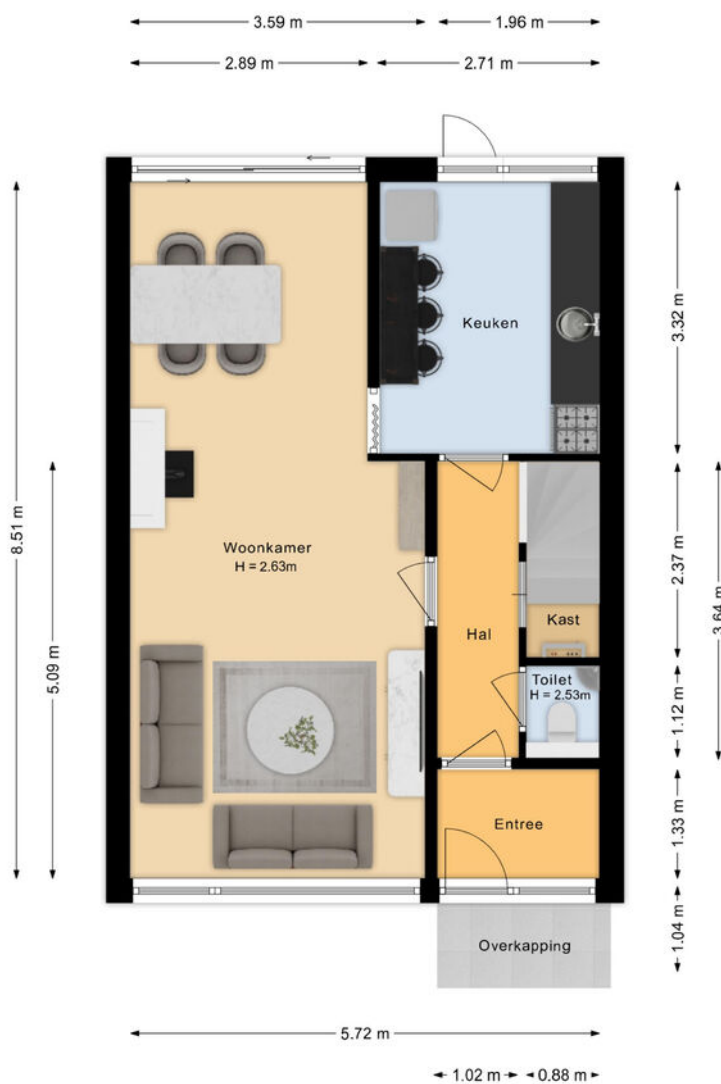 3.59 m
1.96 m
2.89 m
2.71 m
Keuken
3.32 m
8.51 m
Woonkamer
H = 2.63m
2.37 m
3.64 m
Kast
Hal
5.09 m
Toilet
H = 2.53m
1.12 m
Entree
1.33 m
Overkapping
1.04 m
5.72 m
1.02 m
0.88 m